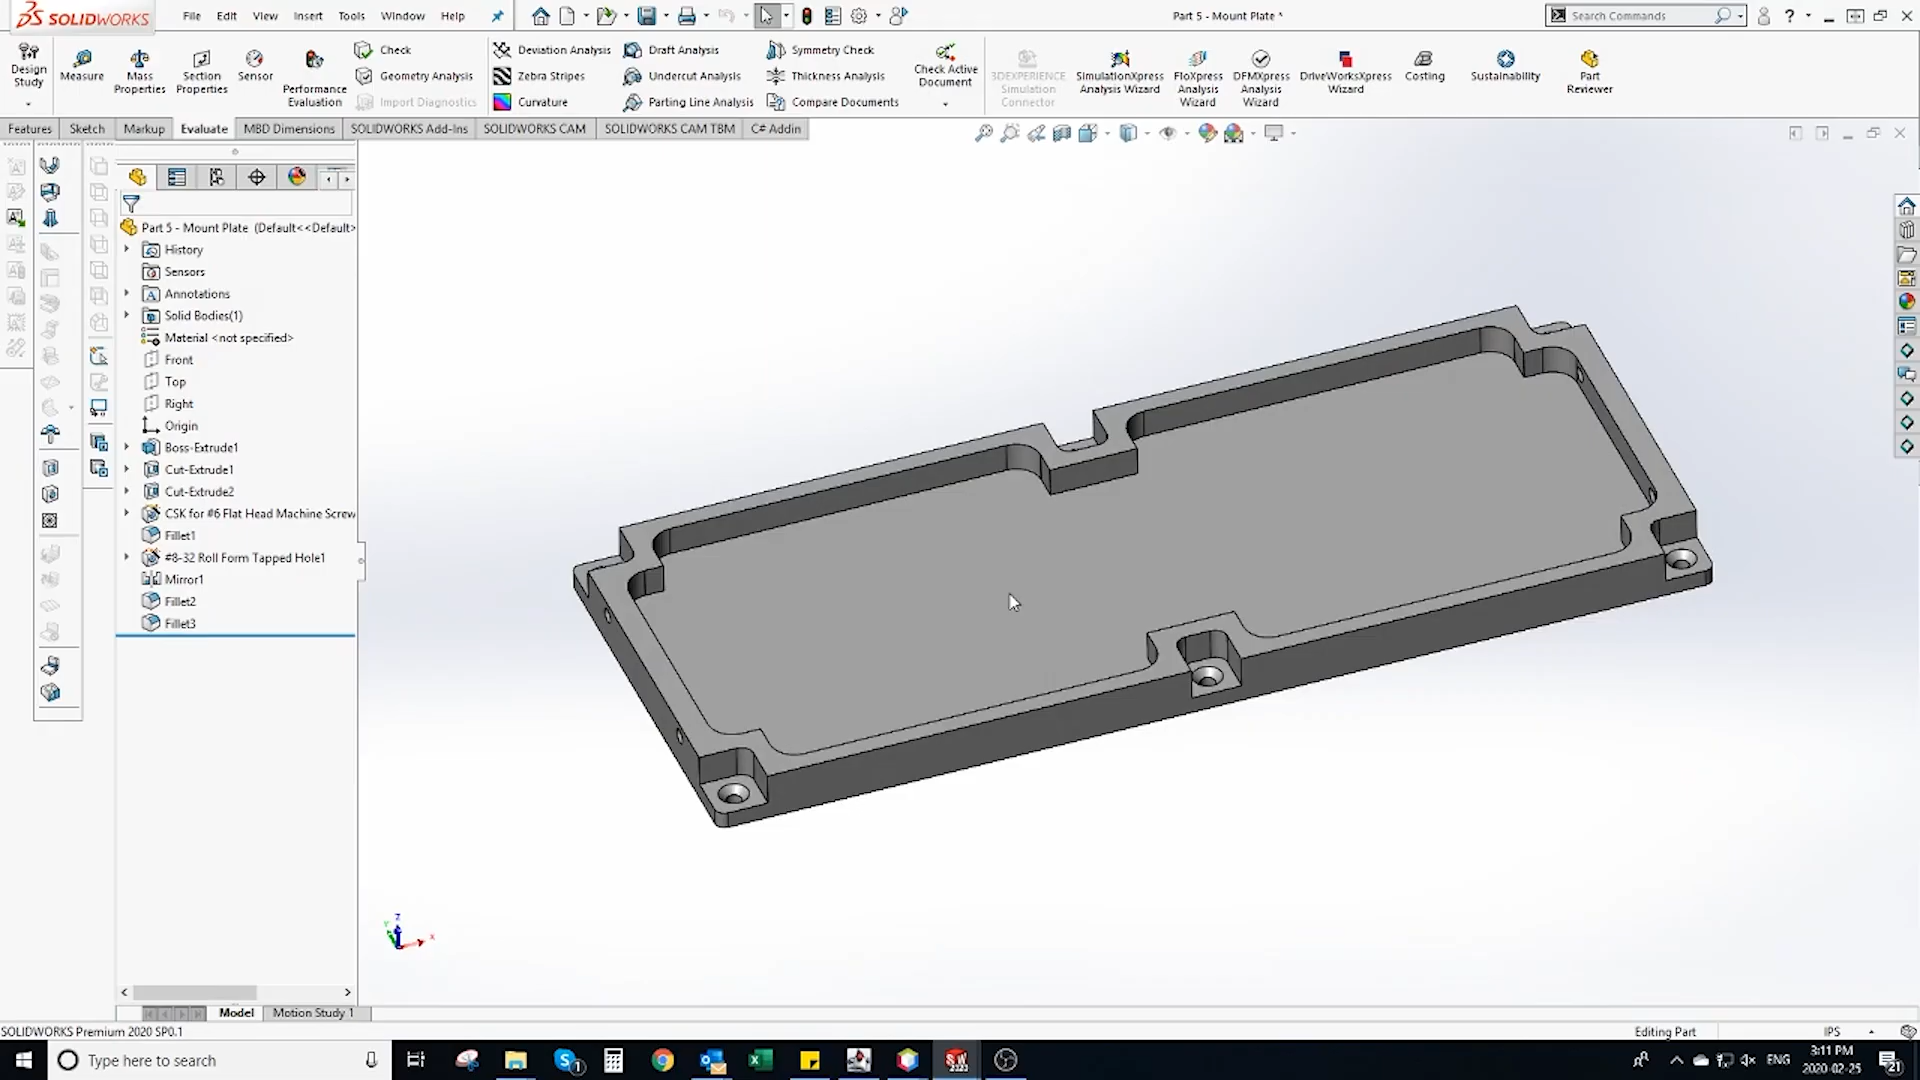 SOLIDWORKS
File Edit View Insert Tools Window Help
Part 5 - Mount Plate *
Search Commands
?
Design Study
Measure
Mass Properties
Section Properties
Sensor
Performance Evaluation
Check
Geometry Analysis
Import Diagnostics
Deviation Analysis
Zebra Stripes
Curvature
Draft Analysis
Undercut Analysis
Parting Line Analysis
Symmetry Check
Thickness Analysis
Compare Documents
Check Active Document
3DEXPERIENCE Simulation Connector
SimulationXpress Analysis Wizard
FloXpress Analysis Wizard
DFMXpress Analysis Wizard
DriveWorksXpress Wizard
Costing
Sustainability
Part Reviewer
Features Sketch Markup Evaluate MBD Dimensions SOLIDWORKS Add-Ins SOLIDWORKS CAM SOLIDWORKS CAM TBM C# Addin
Part 5 - Mount Plate (Default<<Default>
History
Sensors
Annotations
Solid Bodies(1)
Material <not specified>
Front
Top
Right
Origin
Boss-Extrude1
Cut-Extrude1
Cut-Extrude2
CSK for #6 Flat Head Machine Screw
Fillet1
#8-32 Roll Form Tapped Hole1
Mirror1
Fillet2
Fillet3
Z
Y
X
Model Motion Study 1
SOLIDWORKS Premium 2020 SP0.1
Editing Part
IPS
Type here to search
ENG
3:11 PM
2020-02-25
21